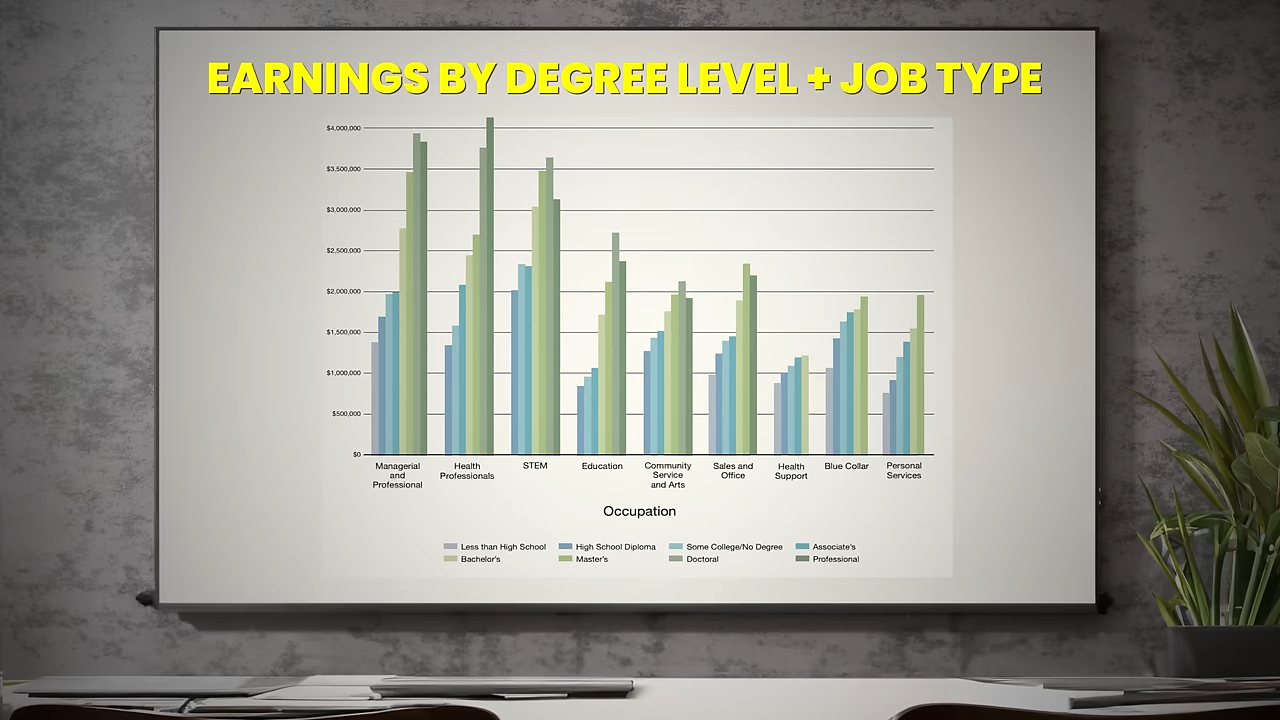 EARNINGS BY DEGREE LEVEL + JOB TYPE
$4,000,000
$3,500,000
$3,000,000
$2,500,000
$2,000,000
$1,500,000
$1,000,000
$500,000
$0
Managerial
and
Professional
Health
Professionals
STEM
Education
Community
Service
and Arts
Sales and
Office
Health
Support
Blue Collar
Personal
Services
Occupation
Less than High School
High School Diploma
Some College/No Degree
Associate's
Bachelor's
Master's
Doctoral
Professional